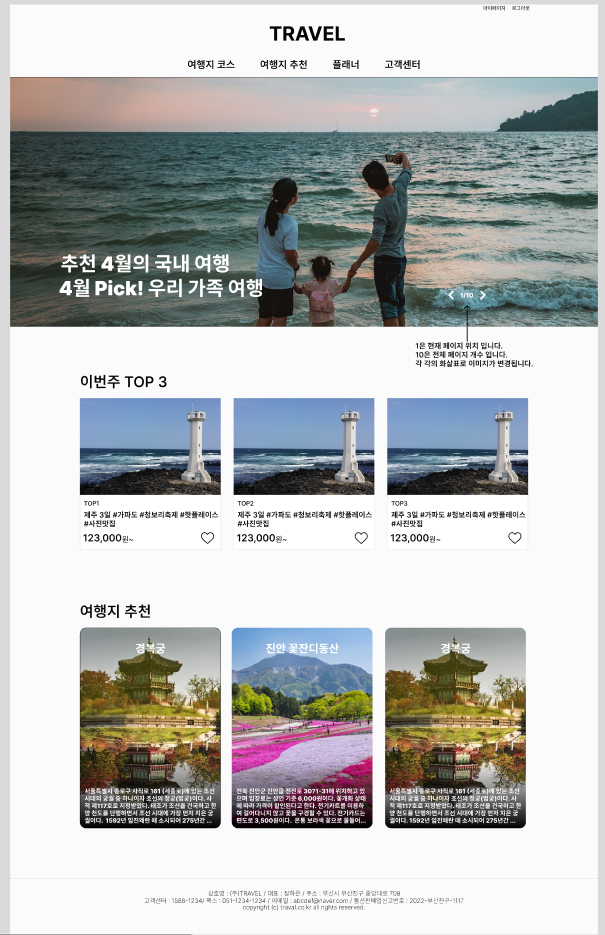 마이페이지 로그아웃
TRAVEL
여행지 코스 여행지 추천 플래너 고객센터
추천 4월의 국내 여행
4월 Pick! 우리 가족 여행
1/10
1은 현재 페이지 위치 입니다.
10은 전체 페이지 개수 입니다.
각 각의 화살표로 이미지가 변경됩니다.
이번주 TOP 3
TOP1
제주 3일 #가파도 #청보리축제 #핫플레이스
#사진맛집
123,000원~
TOP2
제주 3일 #가파도 #청보리축제 #핫플레이스
#사진맛집
123,000원~
TOP3
제주 3일 #가파도 #청보리축제 #핫플레이스
#사진맛집
123,000원~
여행지 추천
경복궁
서울특별시 종로구 사직로 161 (세종로)에 있는 조선
시대의 궁궐 중 하나이자 조선의 정궁(법궁)이다. 사
적 제117호로 지정받았다. 태조가 조선을 건국하고 한
양 천도를 단행하면서 조선 시대에 가장 먼저 지은 궁
궐이다. 1592년 임진왜란 때 소시되어 275년간 ...
진안 꽃잔디동산
전북 진안군 진안읍 전진로 3071-31에 위치하고 있
으며 입장료는 성인 기준 6,000원이다. 꽃개화 상태
에 따라 가격이 할인된다고 한다. 전기카트를 이용하
여 걸어다니지 않고 꽃을 구경할 수 있다. 전기카드는
편도로 3,500원이다. 온통 보라색 꽃으로 물들어...
경복궁
서울특별시 종로구 사직로 161 (세종로)에 있는 조선
시대의 궁궐 중 하나이자 조선의 정궁(법궁)이다. 사
적 제117호로 지정받았다. 태조가 조선을 건국하고 한
양 천도를 단행하면서 조선 시대에 가장 먼저 지은 궁
궐이다. 1592년 임진왜란 때 소시되어 275년간 ...
상호명 : (주)TRAVEL / 대표 : 정하은 / 주소 : 부산시 부산진구 중앙대로 708
고객센터 : 1588-1234/ 팩스 : 051-1234-1234 / 이메일 : abcdef@naver.com / 통신판매업신고번호 : 2022-부산진구-1117
copyright (c) travel.co.kr all rights reserved.